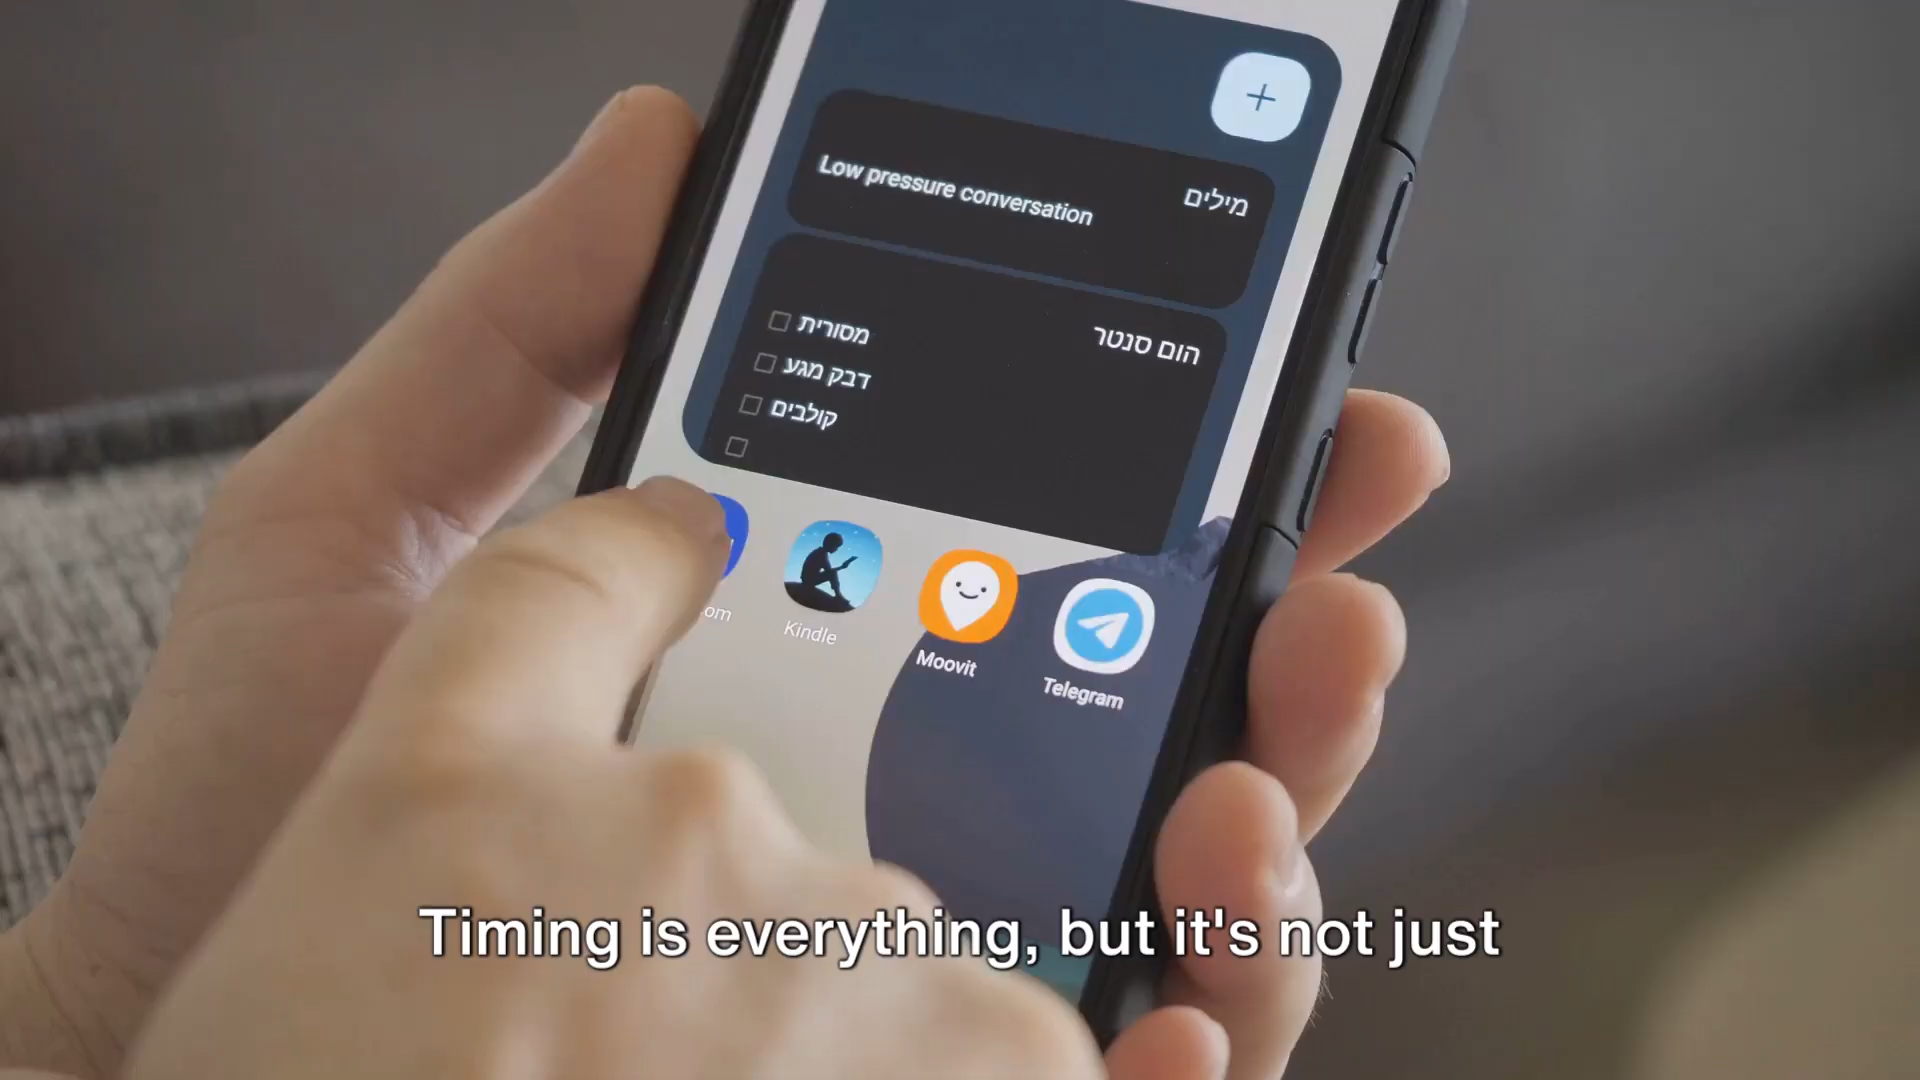 מילים
Low pressure conversation
הום סנטר
מסורית
דבק מגע
קולבים
om
Kindle
Moovit
Telegram
Timing is everything, but it's not just